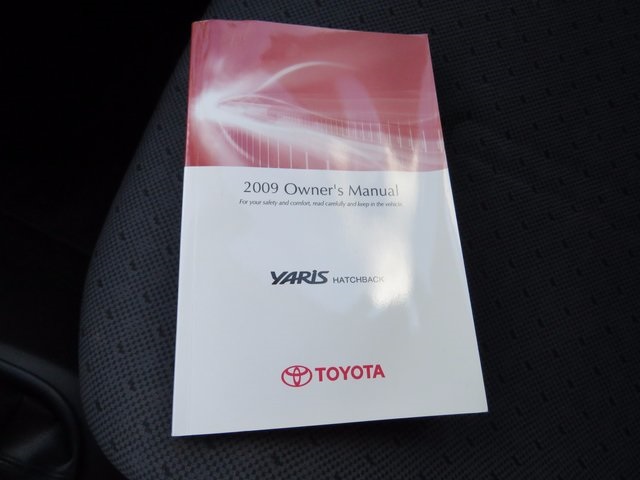 2009 Owner's Manual
For your safety and comfort, read carefully and keep in the vehicle.
YARIS HATCHBACK
TOYOTA